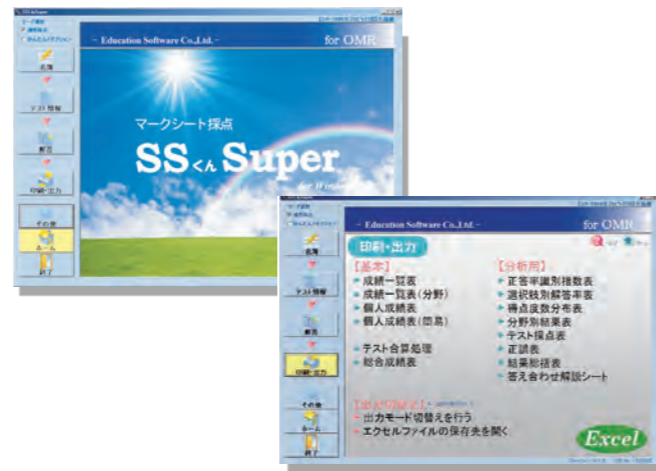 - Education Software Co.,Ltd. -
for OMR
名簿
テスト情報
解答
印刷・出力
その他
ホーム
終了
マークシート採点
SSくん Super
for Windows
- Education Software Co.,Ltd. -
for OMR
名簿
テスト情報
解答
印刷・出力
その他
ホーム
終了
印刷・出力
【基本】
成績一覧表
成績一覧表(分野)
個人成績表
個人成績表(簡易)
テスト合算処理
総合成績表
【分析用】
正答率識別指数表
選択肢別解答率表
得点度数分布表
分野別結果表
テスト採点表
正誤表
結果総括表
答え合わせ解説シート
出力モード切替えを行う
エクセルファイルの保存先を開く
Excel